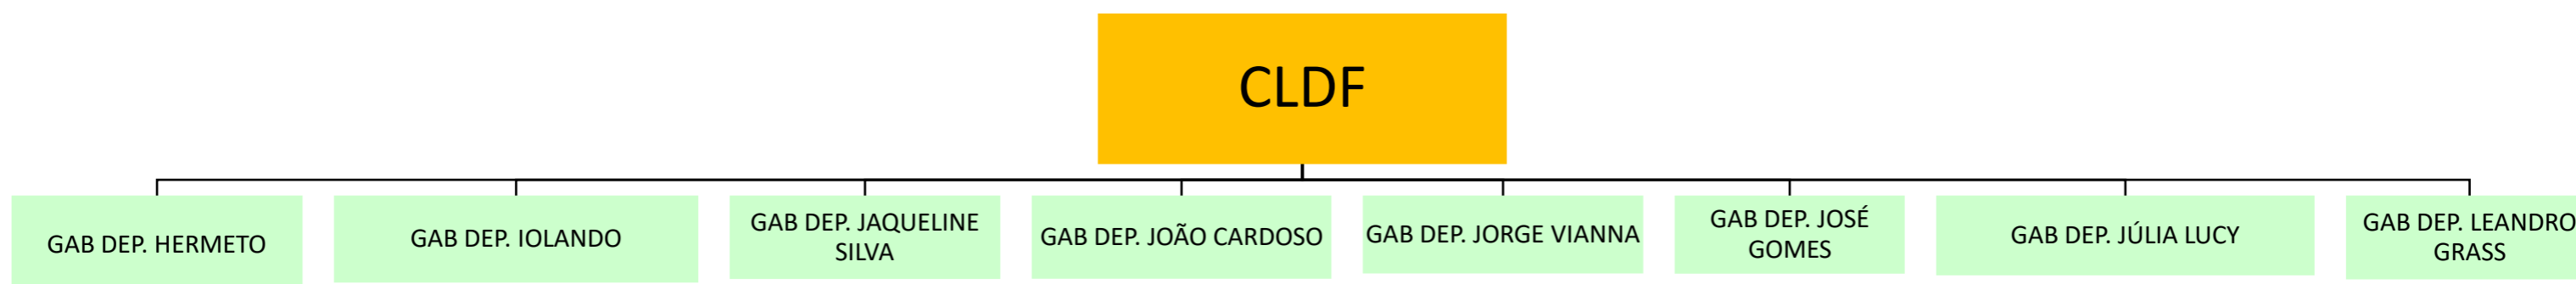 CLDF
GAB DEP. HERMETO
GAB DEP. IOLANDO
GAB DEP. JAQUELINE
SILVA
GAB DEP. JOÃO CARDOSO
GAB DEP. JORGE VIANNA
GAB DEP. JOSÉ
GOMES
GAB DEP. JÚLIA LUCY
GAB DEP. LEANDRO
GRASS